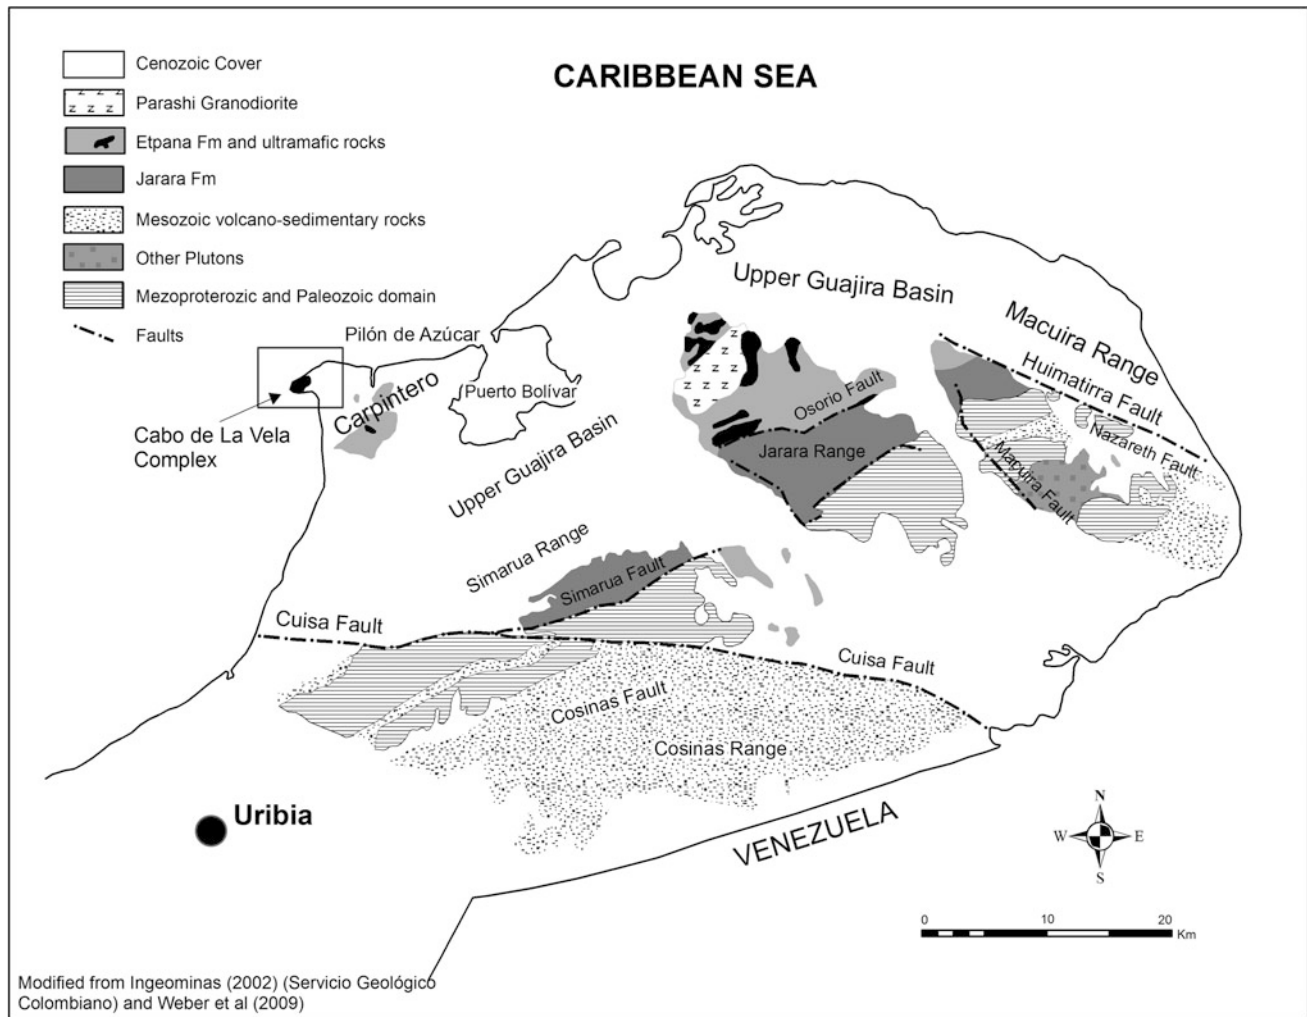 CARIBBEAN SEA
Cenozoic Cover
Parashi Granodiorite
Etpana Fm and ultramafic rocks
Jarara Fm
Mesozoic volcano-sedimentary rocks
Other Plutons
Mezoproterozic and Paleozoic domain
Faults
z z z
z z z z
Upper Guajira Basin
Macuira Range
Huimatirra Fault
Nazareth Fault
Macuira Fault
Pilón de Azúcar
Carpintero
Puerto Bolívar
Cabo de La Vela
Complex
z
z z
z z z
z z
z
Osorio Fault
Jarara Range
Upper Guajira Basin
Simarua Range
Simarua Fault
Cuisa Fault
Cuisa Fault
Cosinas Fault
Cosinas Range
Uribia
VENEZUELA
N
W E
S
0 10 20
Km
Modified from Ingeominas (2002) (Servicio Geológico
Colombiano) and Weber et al (2009)